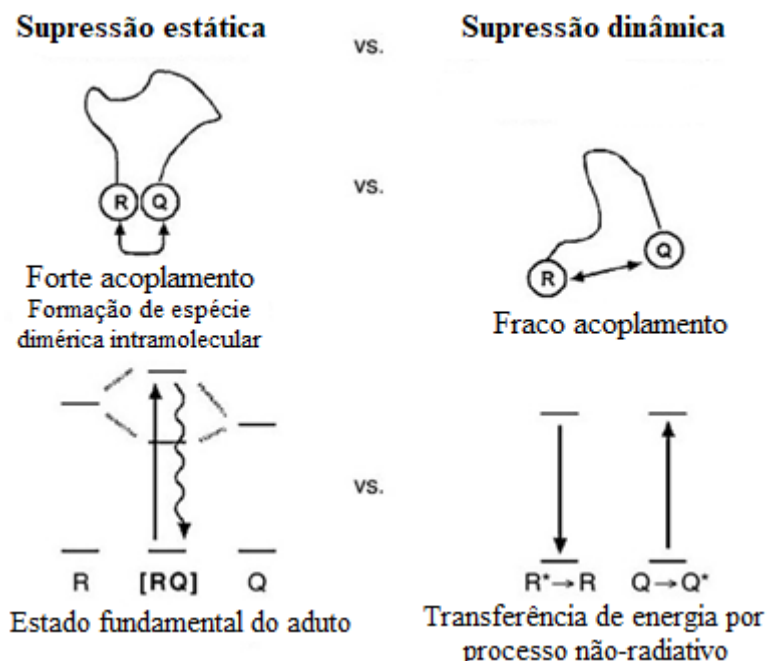 Supressão estática
vs.
Supressão dinâmica
R Q
vs.
R Q
Forte acoplamento
Formação de espécie
dimérica intramolecular
Fraco acoplamento
vs.
R [RQ] Q
R*→R Q→Q*
Estado fundamental do aduto
Transferência de energia por
processo não-radiativo